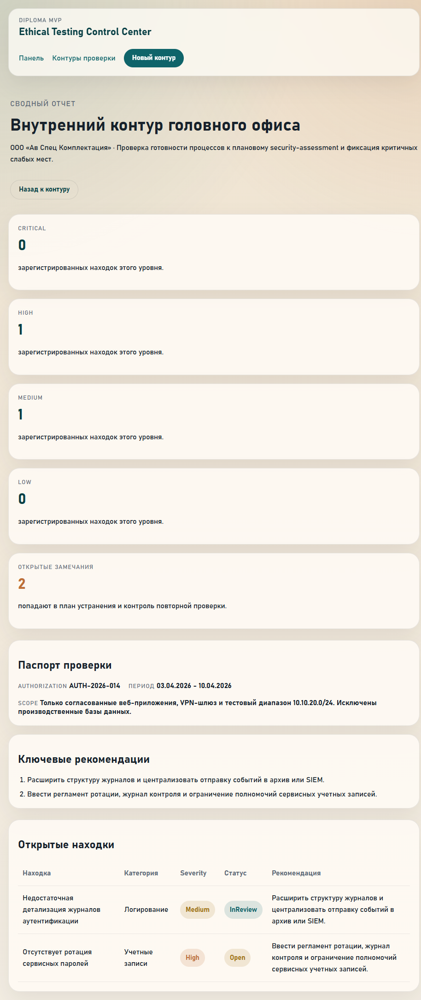 DIPLOMA MVP
Ethical Testing Control Center
Панель Контуры проверки Новый контур
СВОДНЫЙ ОТЧЕТ
Внутренний контур головного офиса
ООО «Ав Спец Комплектация» · Проверка готовности процессов к плановому security-assessment и фиксация критичных
слабых мест.
Назад к контуру
CRITICAL
0
зарегистрированных находок этого уровня.
HIGH
1
зарегистрированных находок этого уровня.
MEDIUM
1
зарегистрированных находок этого уровня.
LOW
0
зарегистрированных находок этого уровня.
ОТКРЫТЫЕ ЗАМЕЧАНИЯ
2
попадают в план устранения и контроль повторной проверки.
Паспорт проверки
AUTHORIZATION AUTH-2026-014 ПЕРИОД 03.04.2026 - 10.04.2026
SCOPE Только согласованные веб-приложения, VPN-шлюз и тестовый диапазон 10.10.20.0/24. Исключены
производственные базы данных.
Ключевые рекомендации
1. Расширить структуру журналов и централизовать отправку событий в архив или SIEM.
2. Ввести регламент ротации, журнал контроля и ограничение полномочий сервисных учетных записей.
Открытые находки
Находка Категория Severity Статус Рекомендация
Недостаточная
детализация журналов
аутентификации
Логирование
Medium
InReview
Расширить структуру журналов и
централизовать отправку событий в
архив или SIEM.
Отсутствует ротация
сервисных паролей
Учетные
записи
High
Open
Ввести регламент ротации, журнал
контроля и ограничение полномочий
сервисных учетных записей.